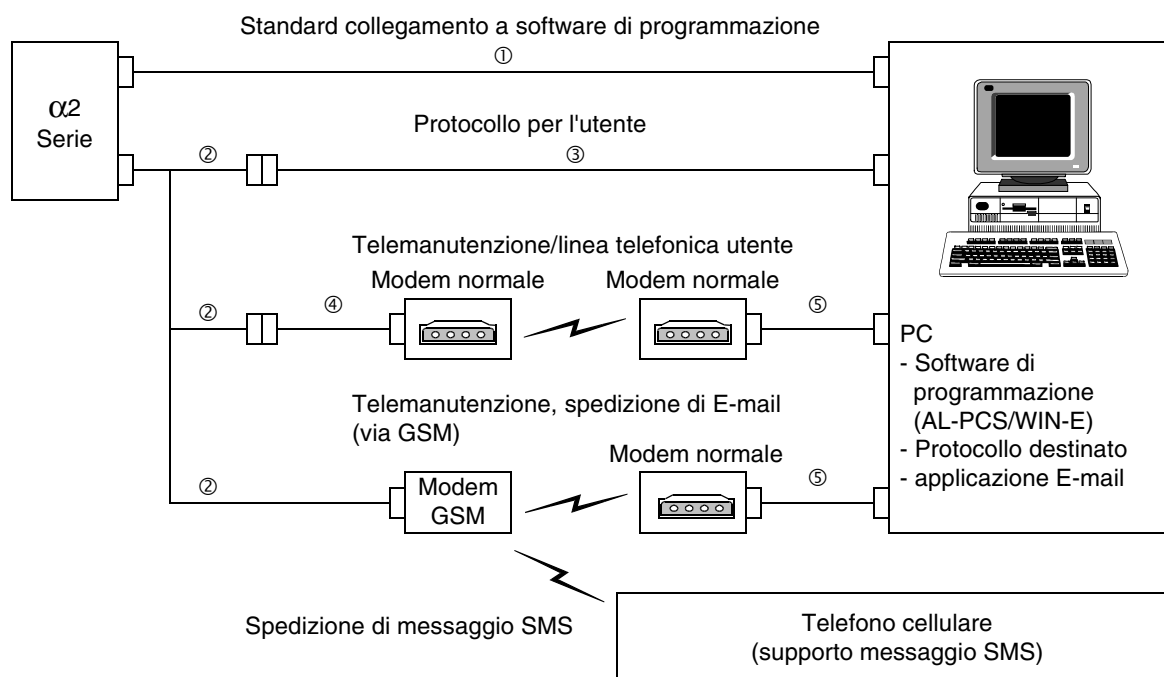 Standard collegamento a software di programmazione
①
α2
Serie
Protocollo per l'utente
②
③
Telemanutenzione/linea telefonica utente
Modem normale
Modem normale
②
④
⑤
PC
- Software di
programmazione
(AL-PCS/WIN-E)
- Protocollo destinato
- applicazione E-mail
Telemanutenzione, spedizione di E-mail
(via GSM)
Modem normale
②
Modem
GSM
⑤
Spedizione di messaggio SMS
Telefono cellulare
(supporto messaggio SMS)